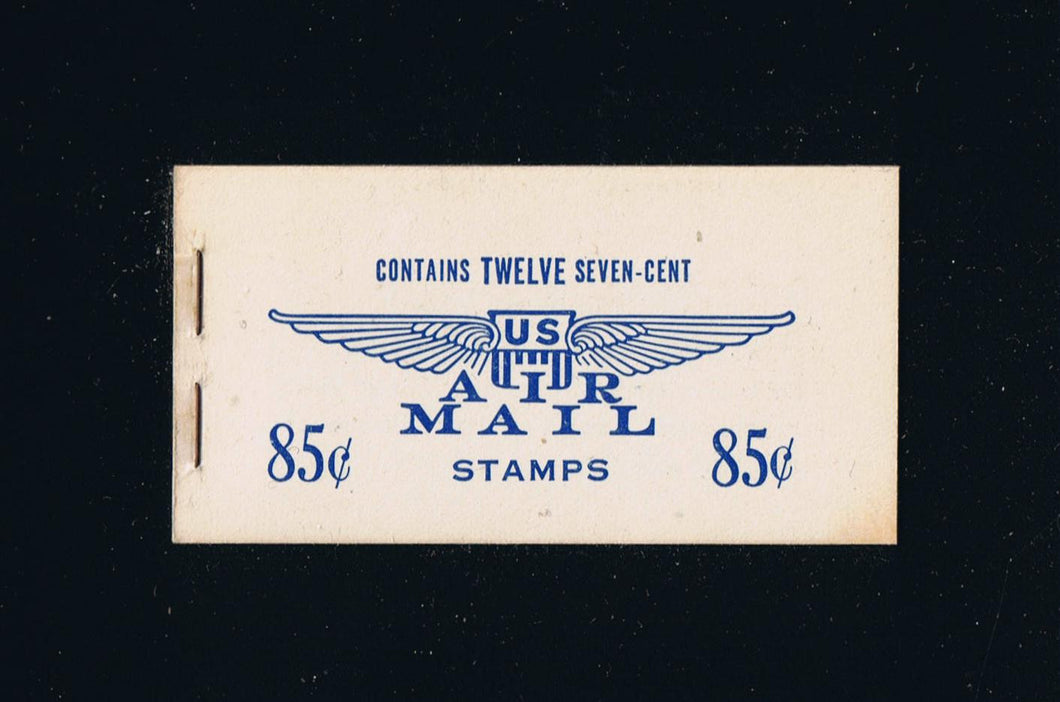 CONTAINS TWELVE SEVEN-CENT
US
AIR
MAIL
STAMPS
85¢ 85¢